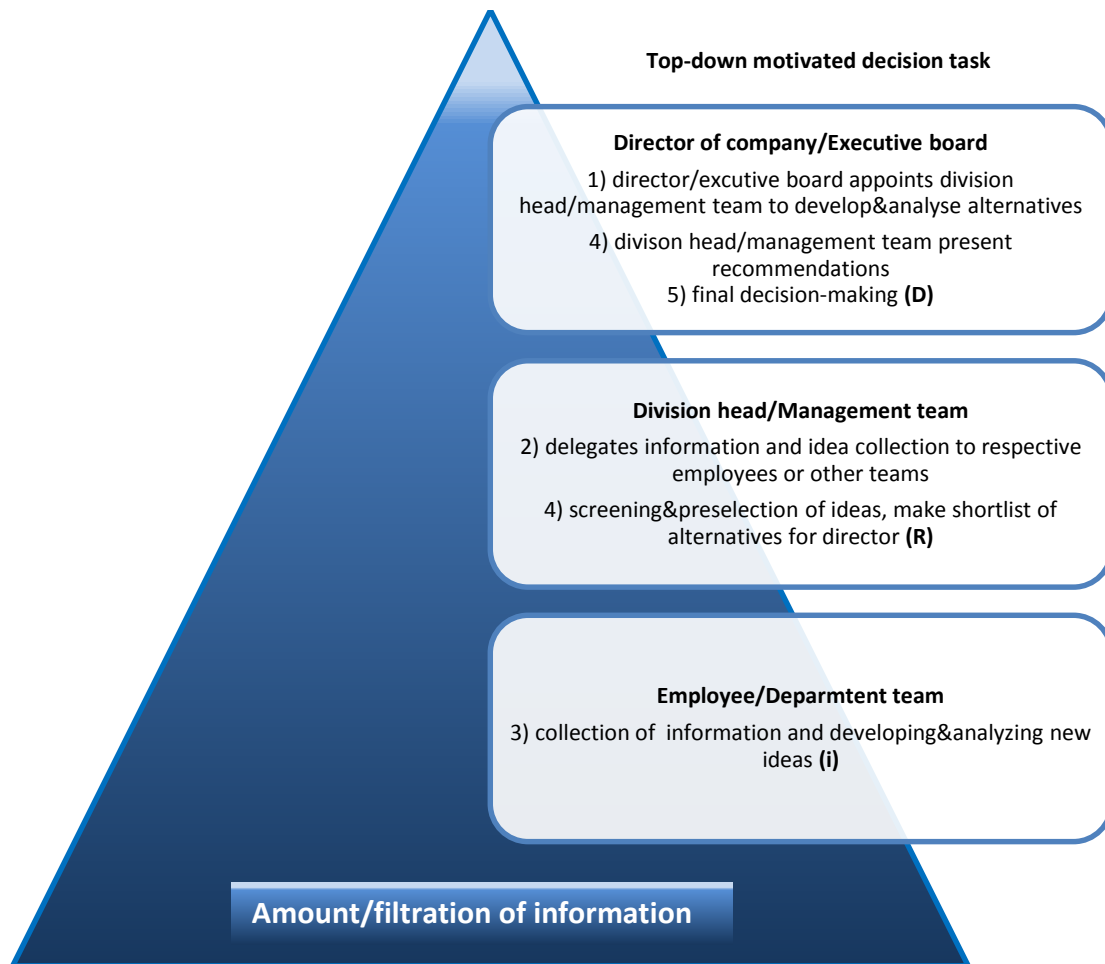 Top-down motivated decision task
Director of company/Executive board
1) director/excutive board appoints division
head/management team to develop&analyse alternatives
4) divison head/management team present
recommendations
5) final decision-making (D)
Division head/Management team
2) delegates information and idea collection to respective
employees or other teams
4) screening&preselection of ideas, make shortlist of
alternatives for director (R)
Employee/Deparmtent team
3) collection of  information and developing&analyzing new
ideas (i)
Amount/filtration of information